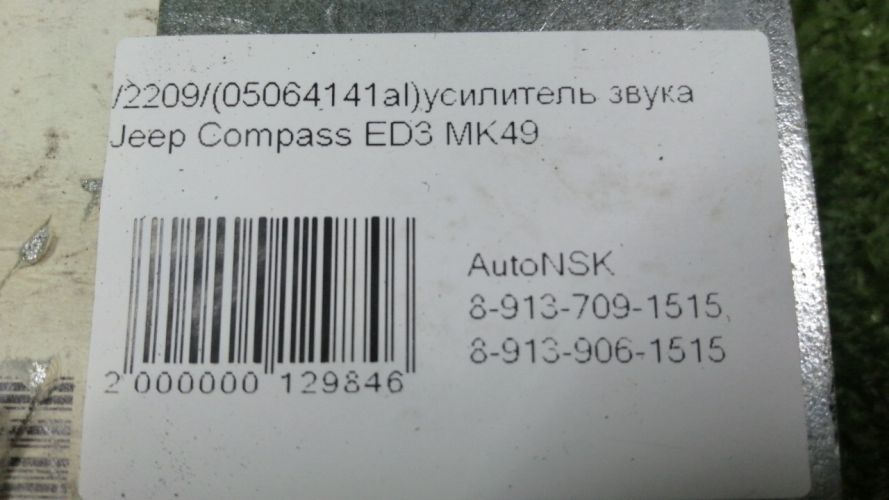 /2209/(05064141al)усилитель звука
Jeep Compass ED3 MK49
AutoNSK
8-913-709-1515,
8-913-906-1515
2 000000 129846